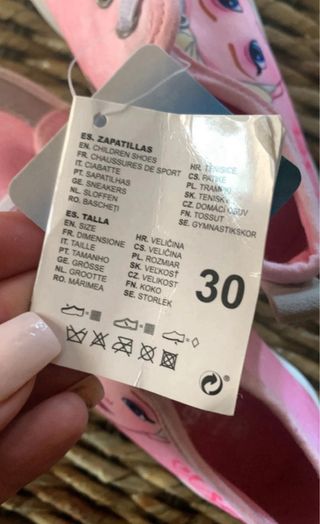 ES. ZAPATILLAS
EN. CHILDREN SHOES
FR. CHAUSSURES DE SPORT
IT. CIABATTE
PT. SAPATILHAS
GE. SNEAKERS
NL. SLOFFEN
RO. BASCHEȚI
HR. TENISICE
CS. PATIKE
PL. TRAMKO
SK. TENISKY
CZ. DOMACÍ OBUV
FN. TOSSUT
SE. GYMNASTIKSKOR
ES. TALLA
EN. SIZE
FR. DIMENSIONE
IT. TAILLE
PT. TAMANHO
GE. GRÖSSE
NL. GROOTTE
RO. MĂRIMEA
HR. VELIČINA
CS. VELIČINA
PL. ROZMIAR
SK. VEĽKOSŤ
CZ. VELIKOST
FN. KOKO
SE. STORLEK
30